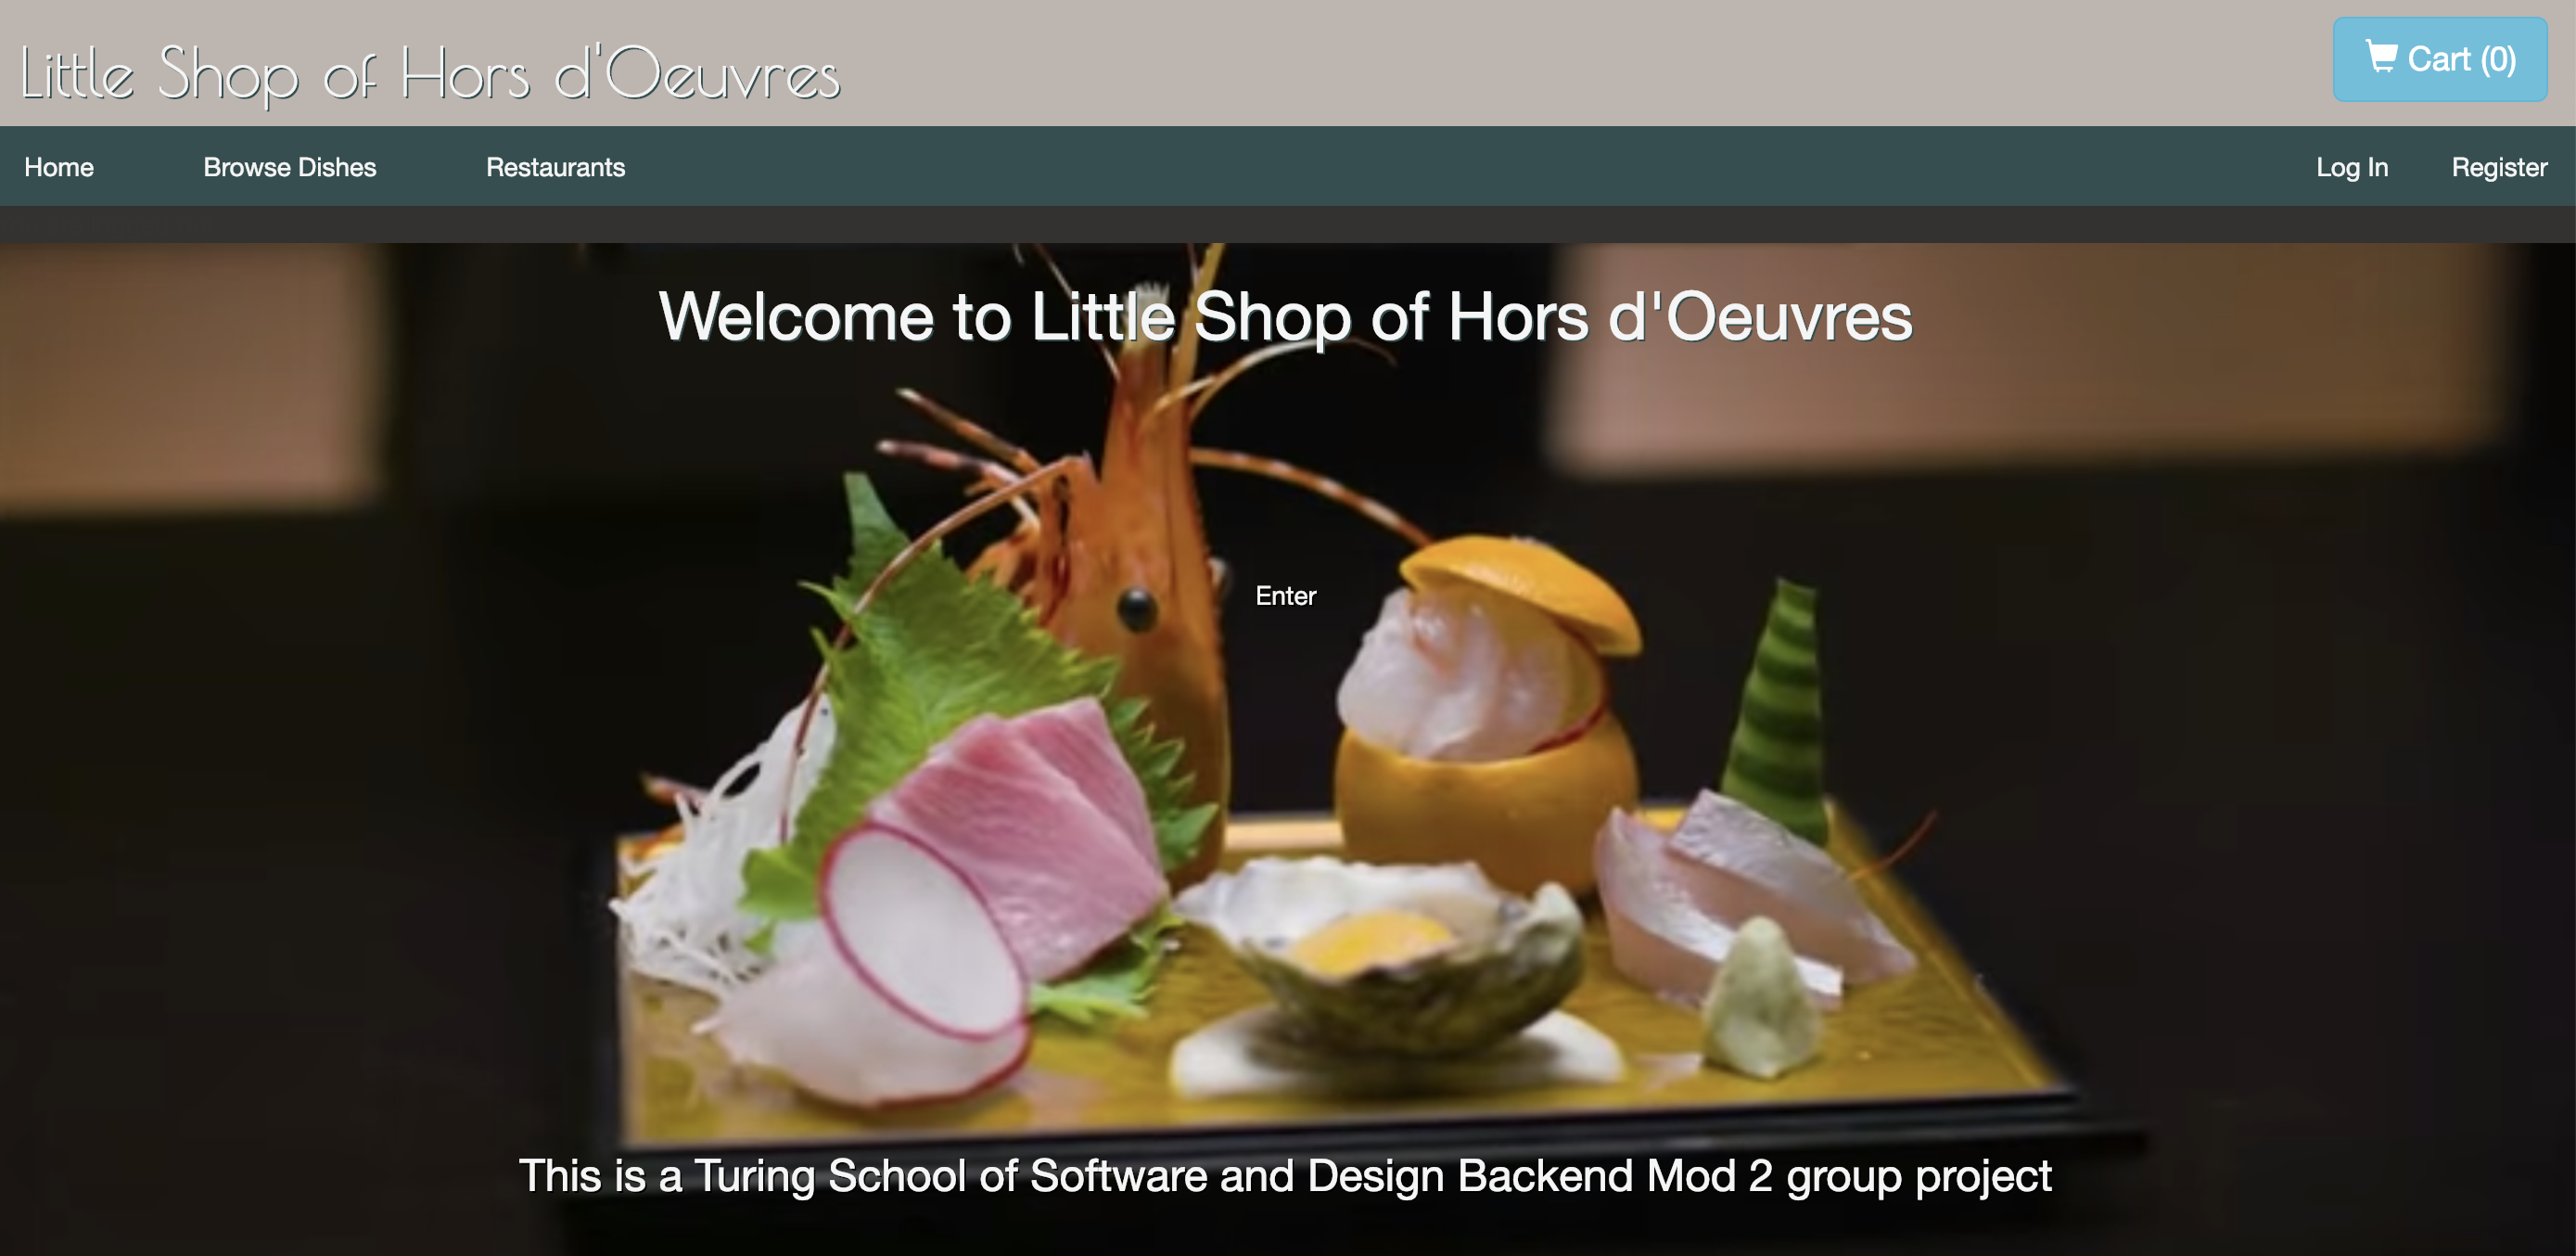 Little Shop of Hors d'Oeuvres
Cart (0)
Home Browse Dishes Restaurants Log In Register
Welcome to Little Shop of Hors d'Oeuvres
Enter
This is a Turing School of Software and Design Backend Mod 2 group project